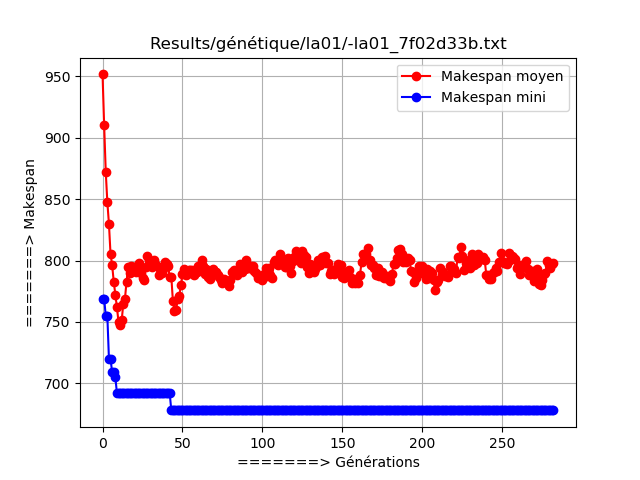 Results/génétique/la01/-la01_7f02d33b.txt
Makespan moyen
Makespan mini
950
900
850
800
750
700
=======> Makespan
0 50 100 150 200 250
=======> Générations